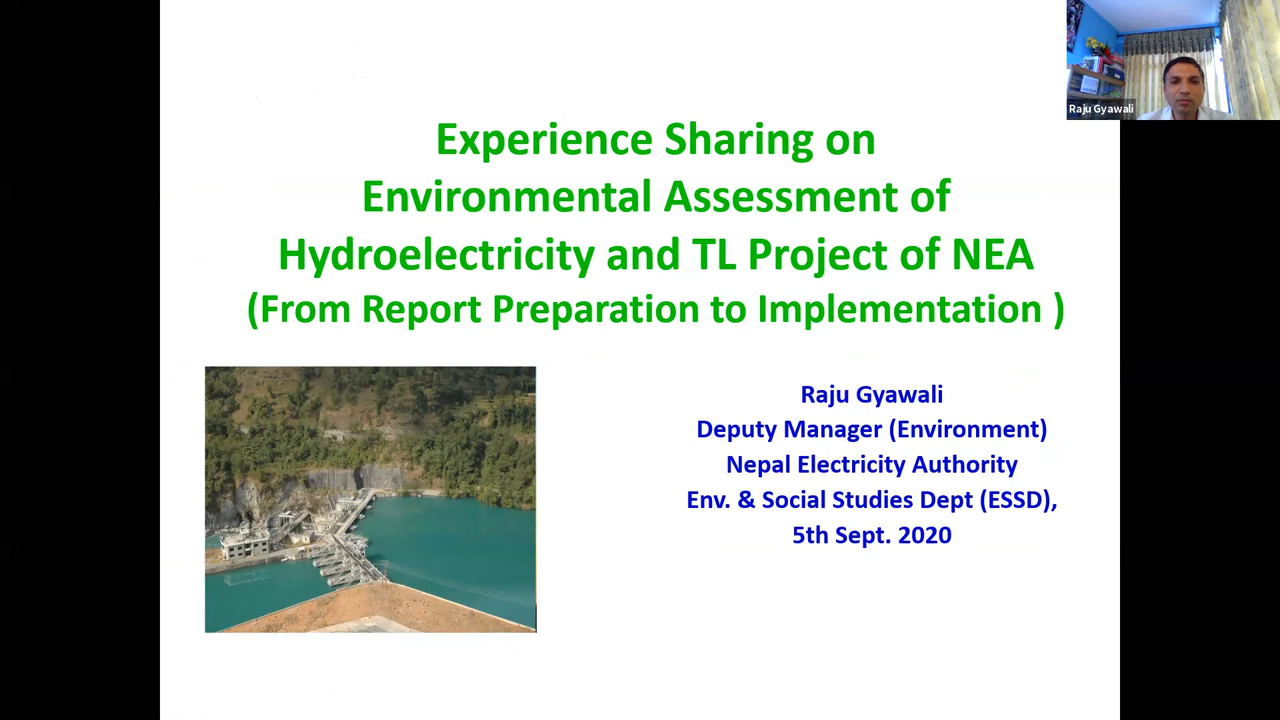 Raju Gyawali
Experience Sharing on
Environmental Assessment of
Hydroelectricity and TL Project of NEA
(From Report Preparation to Implementation )
Raju Gyawali
Deputy Manager (Environment)
Nepal Electricity Authority
Env. & Social Studies Dept (ESSD),
5th Sept. 2020